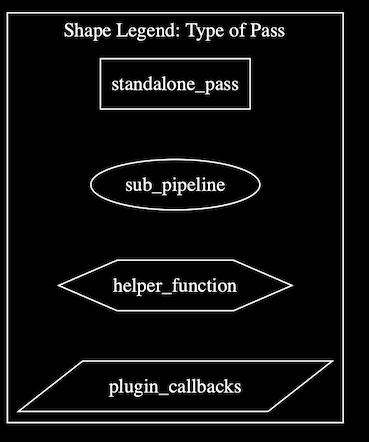 Shape Legend: Type of Pass
standalone_pass
sub_pipeline
helper_function
plugin_callbacks